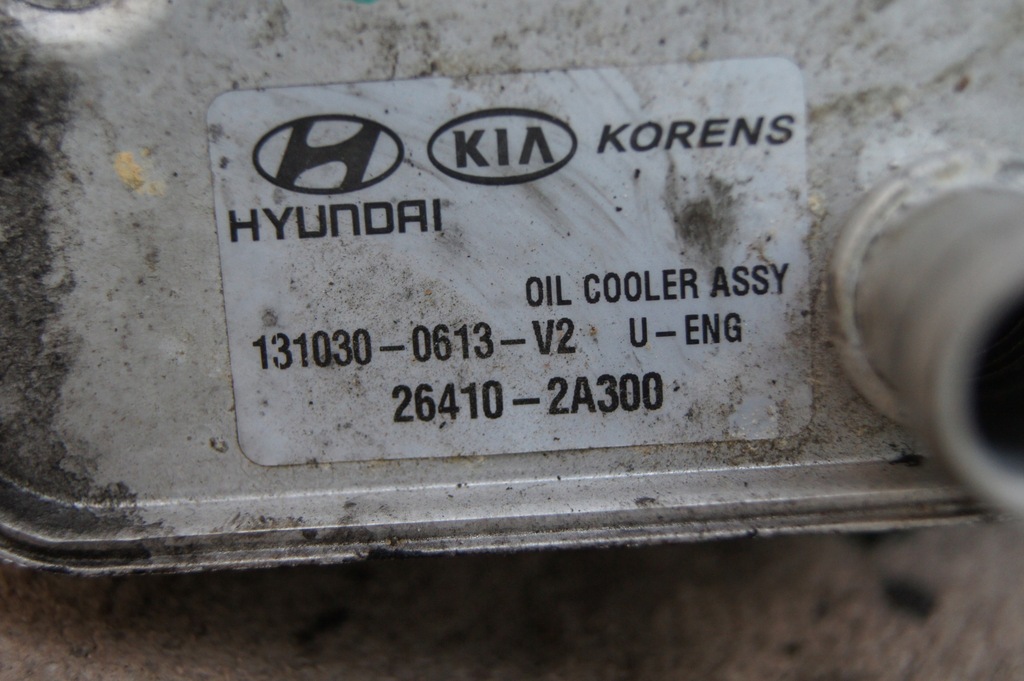 KIA KORENS
HYUNDAI
OIL COOLER ASSY
131030-0613-V2 U-ENG
26410-2A300